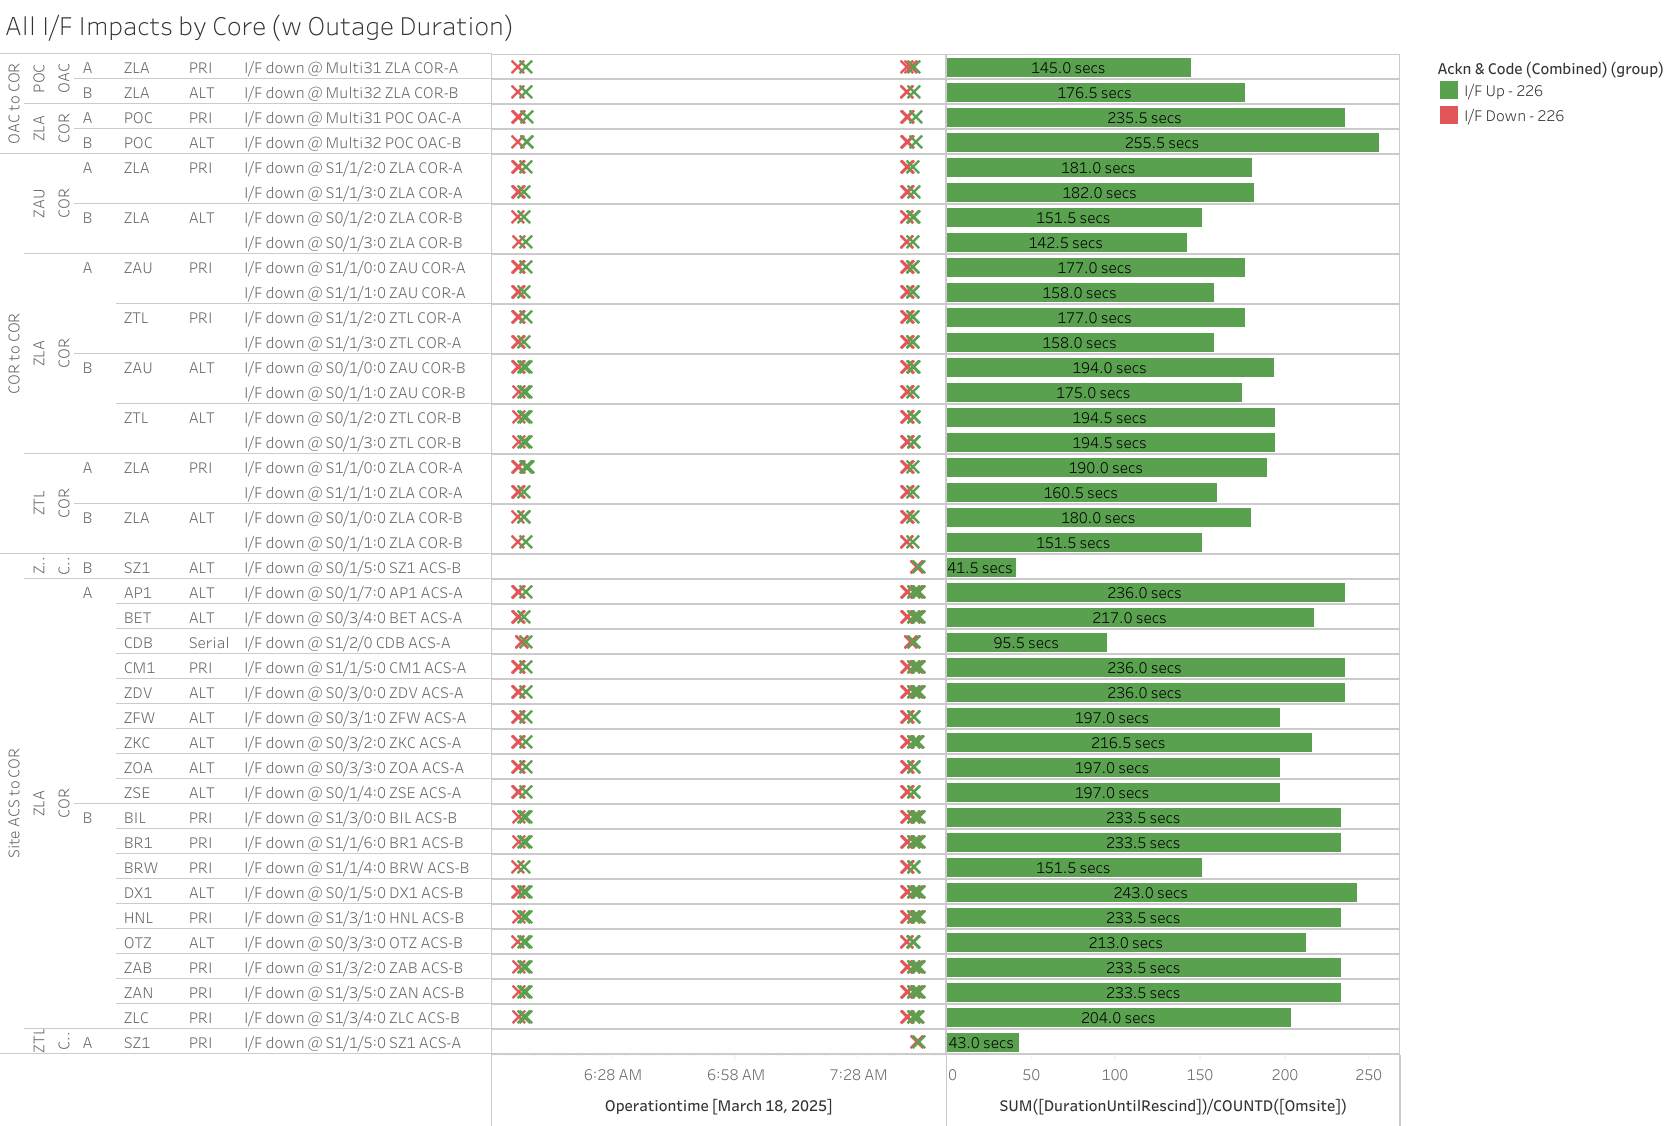 All I/F Impacts by Core (w Outage Duration)
Ackn & Code (Combined) (group)
I/F Up - 226
I/F Down - 226
OAC to COR POC OAC A ZLA PRI I/F down @ Multi31 ZLA COR-A 145.0 secs
B ZLA ALT I/F down @ Multi32 ZLA COR-B 176.5 secs
ZLA COR A POC PRI I/F down @ Multi31 POC OAC-A 235.5 secs
B POC ALT I/F down @ Multi32 POC OAC-B 255.5 secs
COR to COR ZAU COR A ZLA PRI I/F down @ S1/1/2:0 ZLA COR-A 181.0 secs
I/F down @ S1/1/3:0 ZLA COR-A 182.0 secs
B ZLA ALT I/F down @ S0/1/2:0 ZLA COR-B 151.5 secs
I/F down @ S0/1/3:0 ZLA COR-B 142.5 secs
ZLA COR A ZAU PRI I/F down @ S1/1/0:0 ZAU COR-A 177.0 secs
I/F down @ S1/1/1:0 ZAU COR-A 158.0 secs
ZTL PRI I/F down @ S1/1/2:0 ZTL COR-A 177.0 secs
I/F down @ S1/1/3:0 ZTL COR-A 158.0 secs
B ZAU ALT I/F down @ S0/1/0:0 ZAU COR-B 194.0 secs
I/F down @ S0/1/1:0 ZAU COR-B 175.0 secs
ZTL ALT I/F down @ S0/1/2:0 ZTL COR-B 194.5 secs
I/F down @ S0/1/3:0 ZTL COR-B 194.5 secs
ZTL COR A ZLA PRI I/F down @ S1/1/0:0 ZLA COR-A 190.0 secs
I/F down @ S1/1/1:0 ZLA COR-A 160.5 secs
B ZLA ALT I/F down @ S0/1/0:0 ZLA COR-B 180.0 secs
I/F down @ S0/1/1:0 ZLA COR-B 151.5 secs
Site ACS to COR Z.. C.. B SZ1 ALT I/F down @ S0/1/5:0 SZ1 ACS-B 41.5 secs
ZLA COR A AP1 ALT I/F down @ S0/1/7:0 AP1 ACS-A 236.0 secs
BET ALT I/F down @ S0/3/4:0 BET ACS-A 217.0 secs
CDB Serial I/F down @ S1/2/0 CDB ACS-A 95.5 secs
CM1 PRI I/F down @ S1/1/5:0 CM1 ACS-A 236.0 secs
ZDV ALT I/F down @ S0/3/0:0 ZDV ACS-A 236.0 secs
ZFW ALT I/F down @ S0/3/1:0 ZFW ACS-A 197.0 secs
ZKC ALT I/F down @ S0/3/2:0 ZKC ACS-A 216.5 secs
ZOA ALT I/F down @ S0/3/3:0 ZOA ACS-A 197.0 secs
ZSE ALT I/F down @ S0/1/4:0 ZSE ACS-A 197.0 secs
B BIL PRI I/F down @ S1/3/0:0 BIL ACS-B 233.5 secs
BR1 PRI I/F down @ S1/1/6:0 BR1 ACS-B 233.5 secs
BRW PRI I/F down @ S1/1/4:0 BRW ACS-B 151.5 secs
DX1 ALT I/F down @ S0/1/5:0 DX1 ACS-B 243.0 secs
HNL PRI I/F down @ S1/3/1:0 HNL ACS-B 233.5 secs
OTZ ALT I/F down @ S0/3/3:0 OTZ ACS-B 213.0 secs
ZAB PRI I/F down @ S1/3/2:0 ZAB ACS-B 233.5 secs
ZAN PRI I/F down @ S1/3/5:0 ZAN ACS-B 233.5 secs
ZLC PRI I/F down @ S1/3/4:0 ZLC ACS-B 204.0 secs
ZTL C.. A SZ1 PRI I/F down @ S1/1/5:0 SZ1 ACS-A 43.0 secs
6:28 AM 6:58 AM 7:28 AM 0 50 100 150 200 250
Operationtime [March 18, 2025] SUM([DurationUntilRescind])/COUNTD([Omsite])